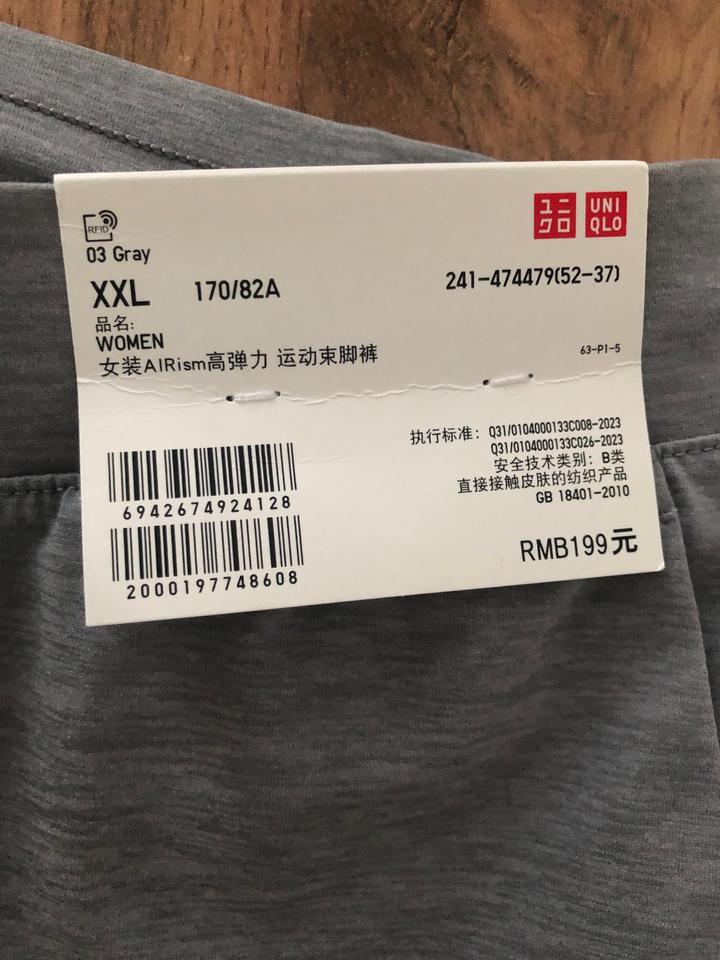 RFID
ユニ
クロ
UNI
QLO
03 Gray
XXL 170/82A
241-474479(52-37)
品名:
WOMEN
女装AIRism高弹力 运动束脚裤
63-P1-5
执行标准: Q31/0104000133C008-2023
Q31/0104000133C026-2023
安全技术类别: B类
直接接触皮肤的纺织产品
GB 18401-2010
6942674924128
2000197748608
RMB199元